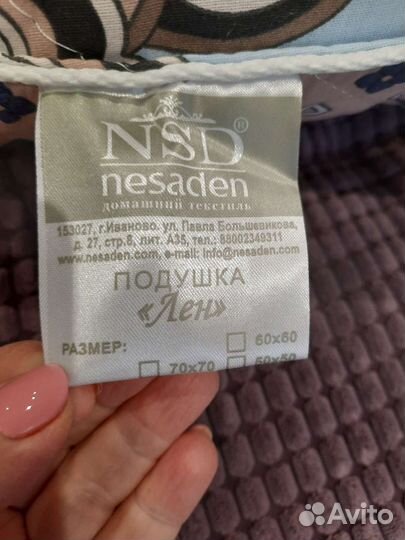 NSD®
nesaden
домашний текстиль
153027, г.Иваново. ул. Павла Большевикова,
д. 27, стр.8, лит. А35, тел.: 88002349311
www.nesaden.com, e-mail: info@nesaden.com
ПОДУШКА
«Лен»
РАЗМЕР:
60x60
70x70
50x50
Avito